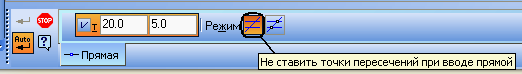 STOP
т 20.0 5.0 Режим
Auto ?
Прямая
Не ставить точки пересечений при вводе прямой